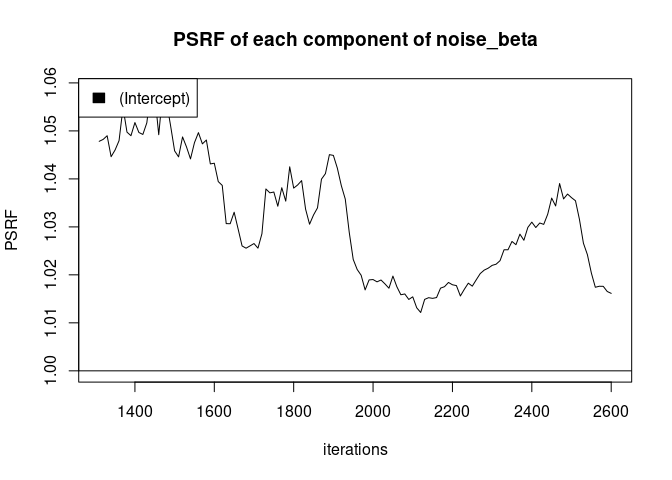 PSRF of each component of noise_beta
(Intercept)
PSRF
1.06
1.05
1.04
1.03
1.02
1.01
1.00
1400 1600 1800 2000 2200 2400 2600
iterations